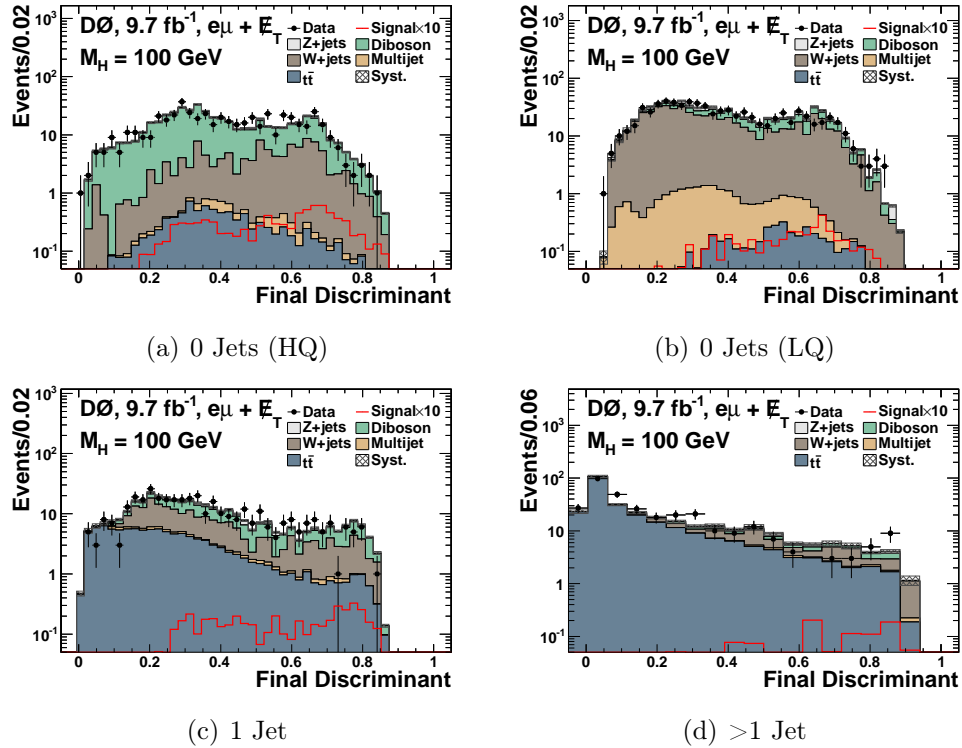 Events/0.02
10³
10²
10
1
10⁻¹
DØ, 9.7 fb⁻¹, eμ + E̸_T
M_H = 100 GeV
Data
Signal×10
Z+jets
Diboson
W+jets
Multijet
tt̄
Syst.
0 0.2 0.4 0.6 0.8 1
Final Discriminant
(a) 0 Jets (HQ)
Events/0.02
10³
10²
10
1
10⁻¹
DØ, 9.7 fb⁻¹, eμ + E̸_T
M_H = 100 GeV
Data
Signal×10
Z+jets
Diboson
W+jets
Multijet
tt̄
Syst.
0 0.2 0.4 0.6 0.8 1
Final Discriminant
(b) 0 Jets (LQ)
Events/0.02
10³
10²
10
1
10⁻¹
DØ, 9.7 fb⁻¹, eμ + E̸_T
M_H = 100 GeV
Data
Signal×10
Z+jets
Diboson
W+jets
Multijet
tt̄
Syst.
0 0.2 0.4 0.6 0.8 1
Final Discriminant
(c) 1 Jet
Events/0.06
10³
10²
10
1
10⁻¹
DØ, 9.7 fb⁻¹, eμ + E̸_T
M_H = 100 GeV
Data
Signal×10
Z+jets
Diboson
W+jets
Multijet
tt̄
Syst.
0 0.2 0.4 0.6 0.8 1
Final Discriminant
(d) >1 Jet